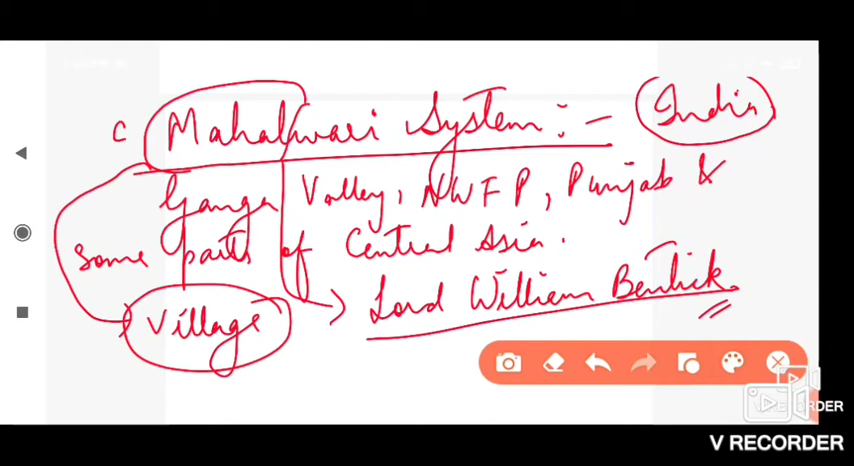 c Mahalwari System :- India
Ganga Valley, NWFP, Punjab &
some parts of Central Asia.
Village → Lord William Bentick.
V RECORDER